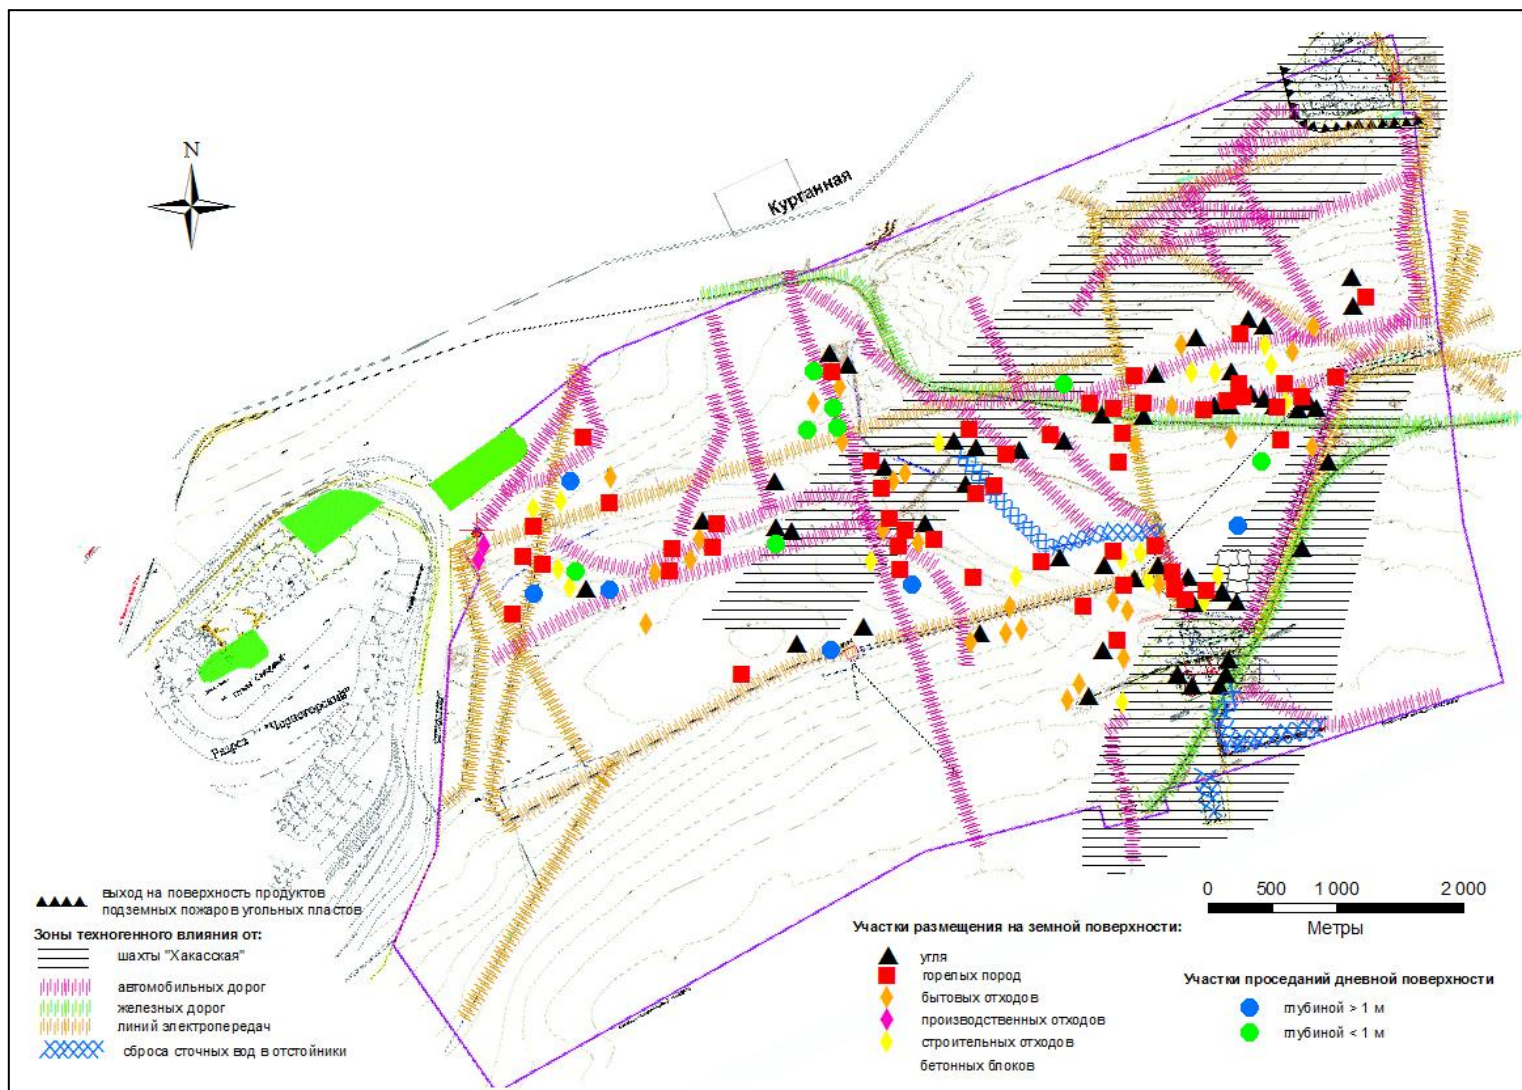 N
Курганная
Разрез "Черногорский"
выход на поверхность продуктов
подземных пожаров угольных пластов
Зоны техногенного влияния от:
шахты "Хакасская"
автомобильных дорог
железных дорог
линий электропередач
сброса сточных вод в отстойники
0 500 1 000 2 000
Метры
Участки размещения на земной поверхности:
угля
горелых пород
бытовых отходов
производственных отходов
строительных отходов
бетонных блоков
Участки проседаний дневной поверхности
глубиной > 1 м
глубиной < 1 м